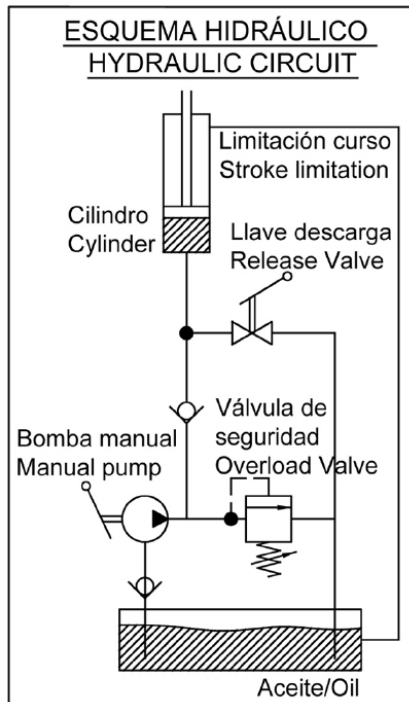 ESQUEMA HIDRÁULICO
HYDRAULIC CIRCUIT
Limitación curso
Stroke limitation
Cilindro
Cylinder
Llave descarga
Release Valve
Válvula de
seguridad
Overload Valve
Bomba manual
Manual pump
Aceite/Oil